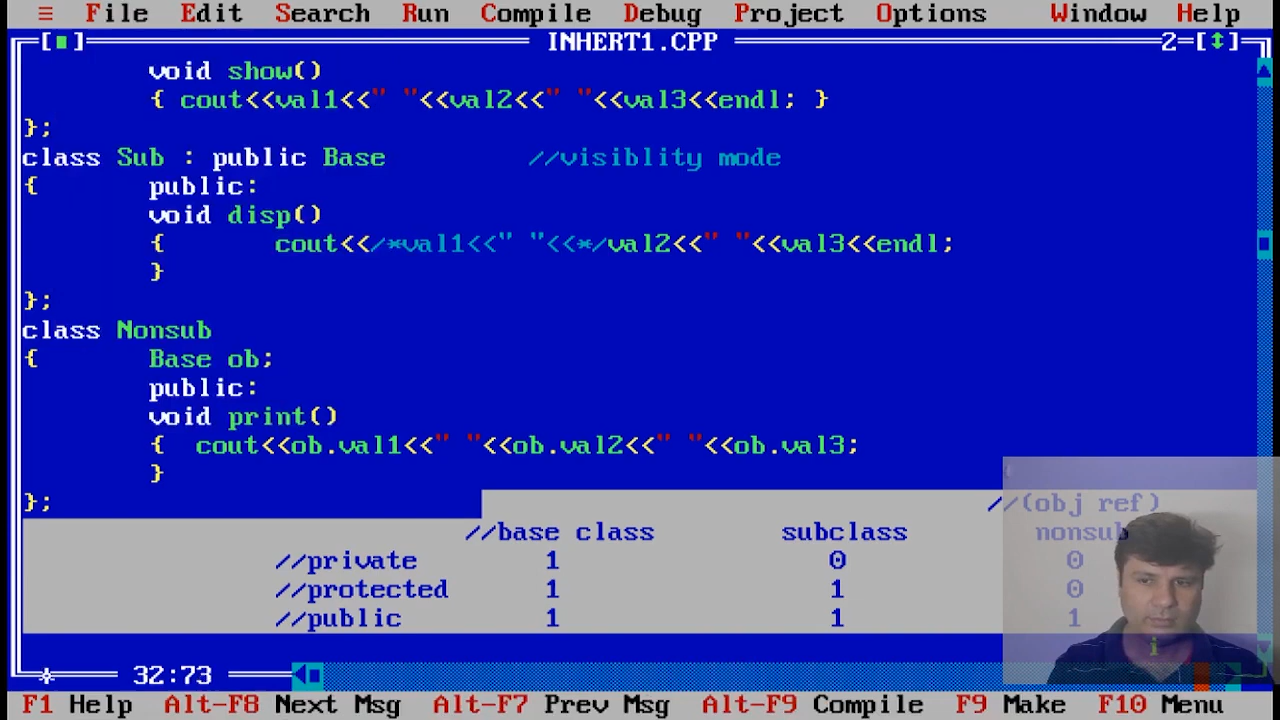 ≡ File Edit Search Run Compile Debug Project Options Window Help
[■] INHERT1.CPP 2=[↕]
void show()
{ cout<<val1<<" "<<val2<<" "<<val3<<endl; }
};
class Sub : public Base //visiblity mode
{ public:
void disp()
{ cout<</*val1<<" "<<*/val2<<" "<<val3<<endl;
}
};
class Nonsub
{ Base ob;
public:
void print()
{ cout<<ob.val1<<" "<<ob.val2<<" "<<ob.val3;
}
}; //(obj ref)
//base class subclass nonsub
//private 1 0 0
//protected 1 1 0
//public 1 1 1
i
32:73
F1 Help Alt-F8 Next Msg Alt-F7 Prev Msg Alt-F9 Compile F9 Make F10 Menu